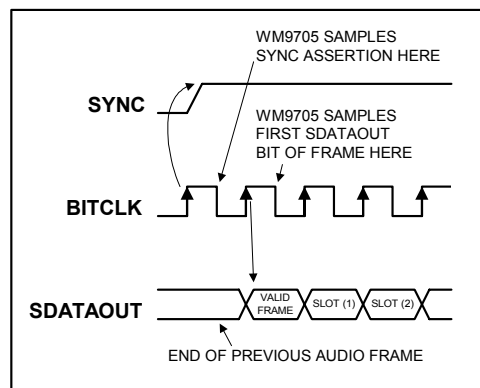 WM9705 SAMPLES
SYNC ASSERTION HERE
SYNC
WM9705 SAMPLES
FIRST SDATAOUT
BIT OF FRAME HERE
BITCLK
SDATAOUT
VALID
FRAME
SLOT (1)
SLOT (2)
END OF PREVIOUS AUDIO FRAME